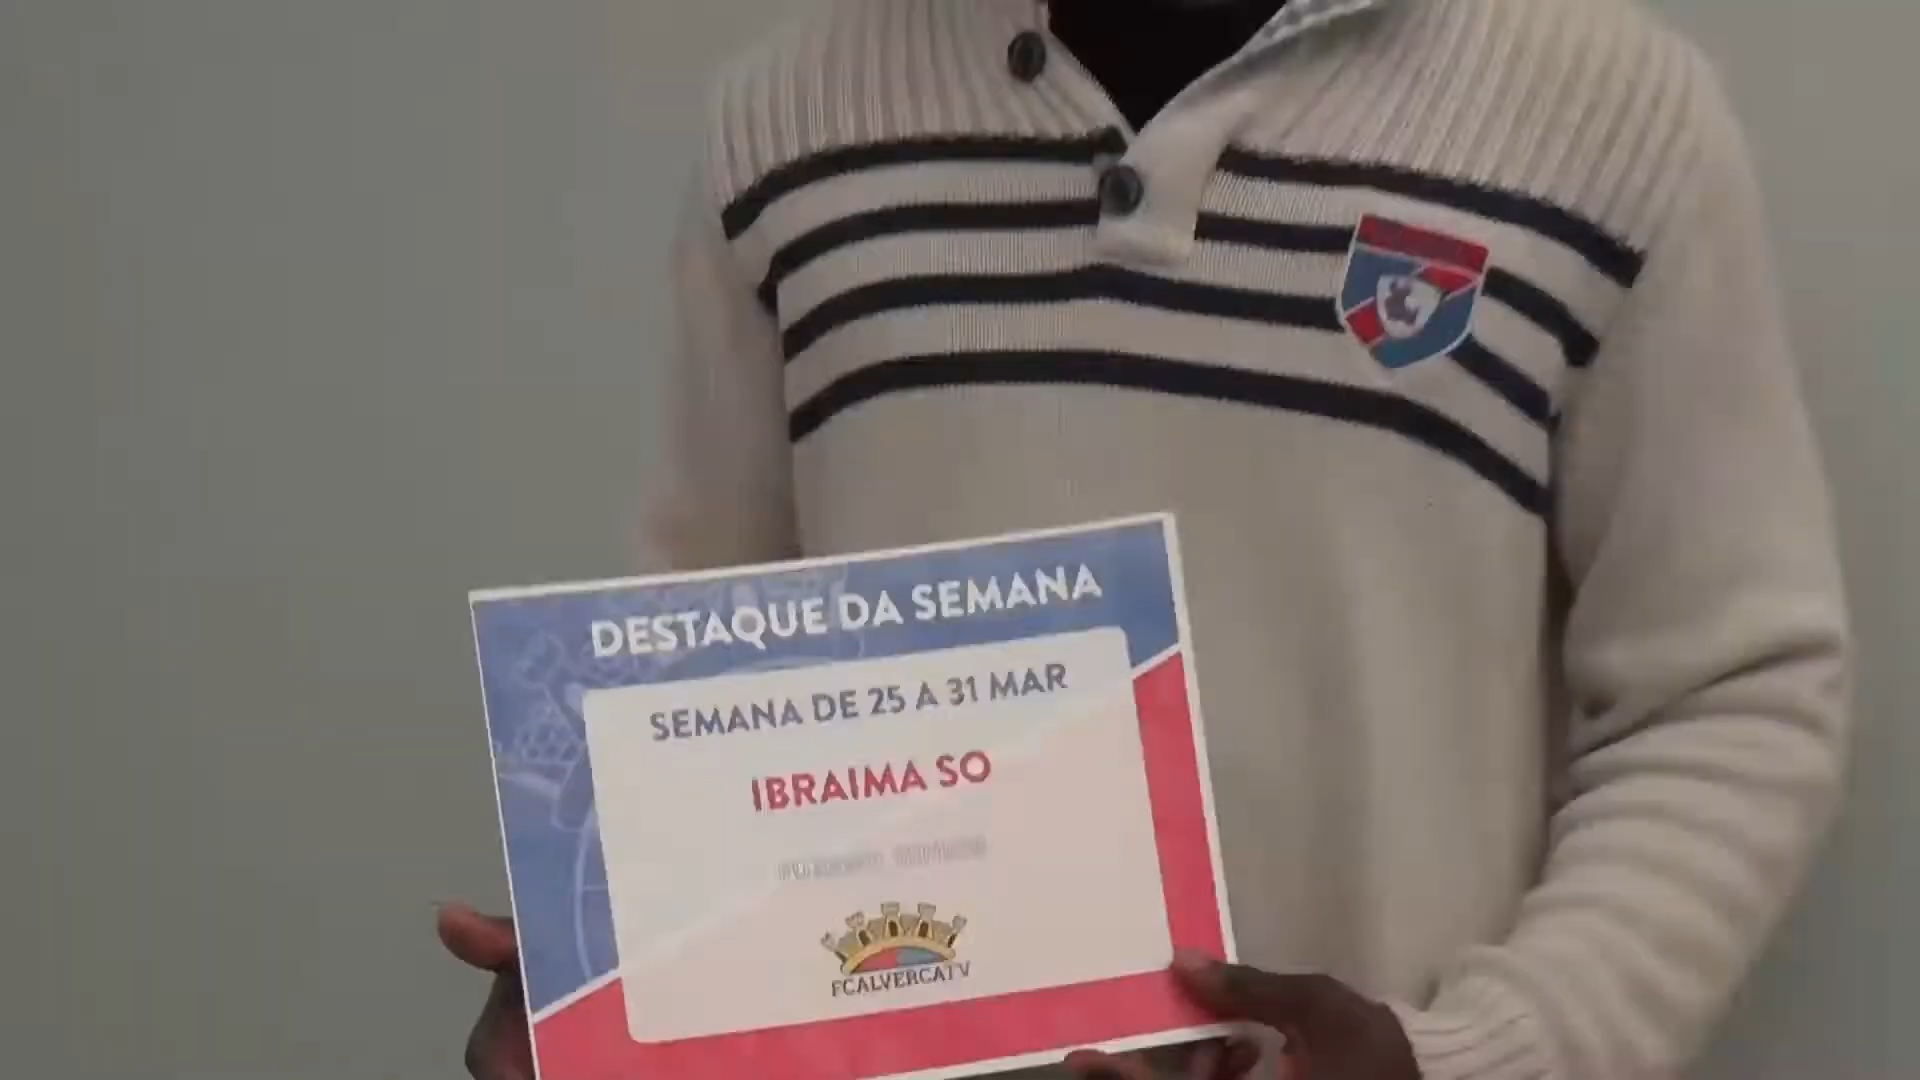 DESTAQUE DA SEMANA
SEMANA DE 25 A 31 MAR
IBRAIMA SO
FCALVERCATV